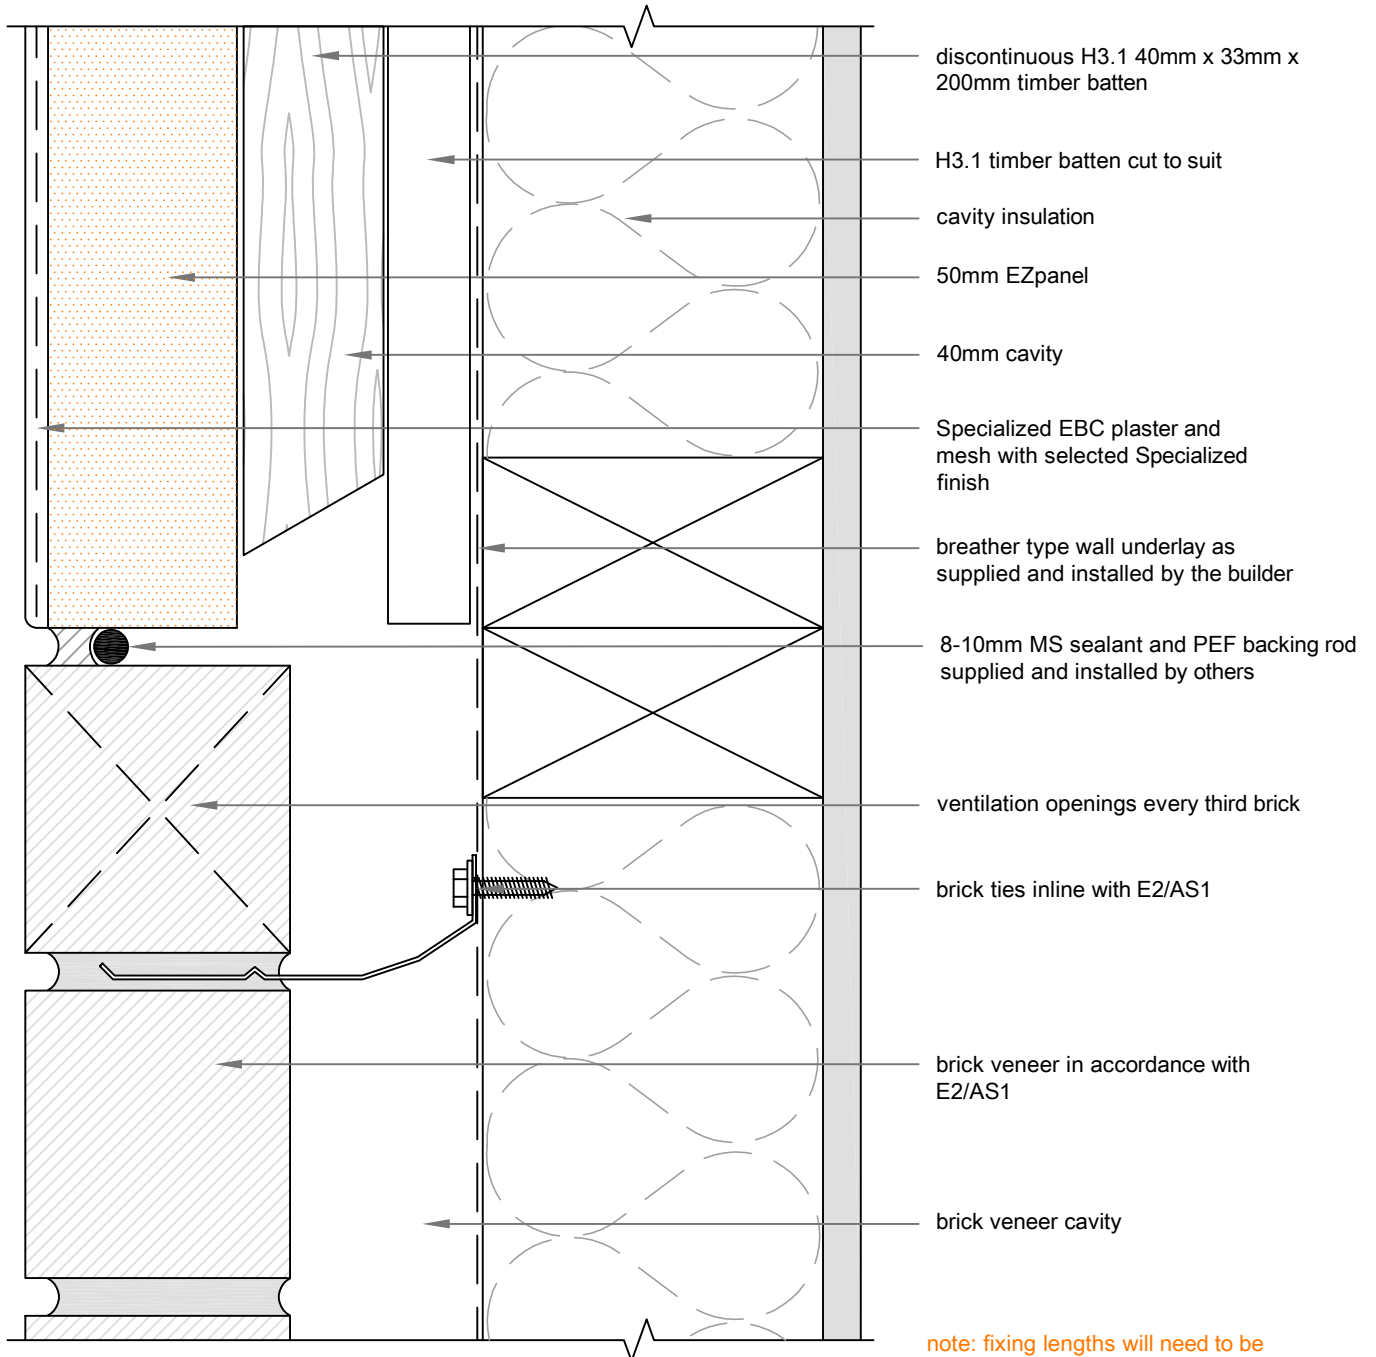 discontinuous H3.1 40mm x 33mm x
200mm timber batten
H3.1 timber batten cut to suit
cavity insulation
50mm EZpanel
40mm cavity
Specialized EBC plaster and
mesh with selected Specialized
finish
breather type wall underlay as
supplied and installed by the builder
8-10mm MS sealant and PEF backing rod
supplied and installed by others
ventilation openings every third brick
brick ties inline with E2/AS1
brick veneer in accordance with
E2/AS1
brick veneer cavity
note: fixing lengths will need to be